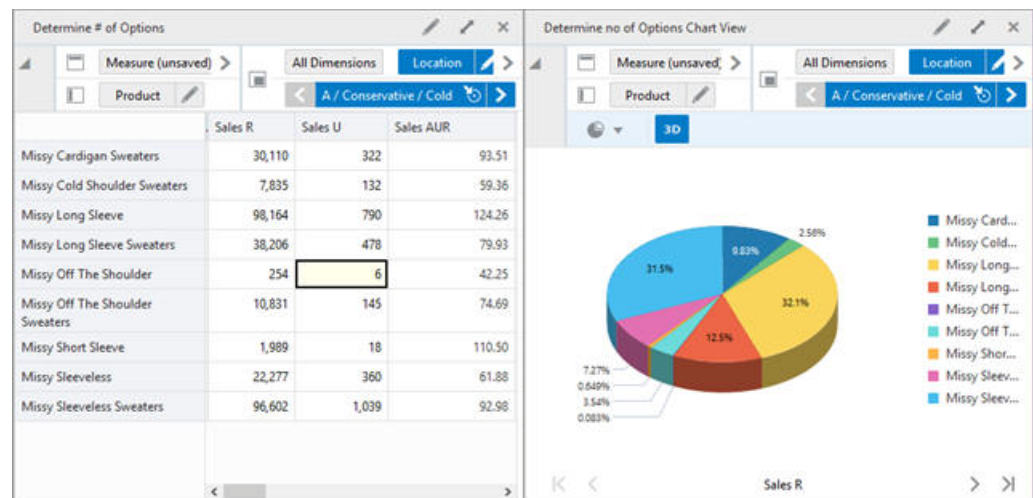 Determine # of Options
Measure (unsaved)
All Dimensions
Location
Product
A / Conservative / Cold
Sales R
Sales U
Sales AUR
Missy Cardigan Sweaters 30,110 322 93.51
Missy Cold Shoulder Sweaters 7,835 132 59.36
Missy Long Sleeve 98,164 790 124.26
Missy Long Sleeve Sweaters 38,206 478 79.93
Missy Off The Shoulder 254 6 42.25
Missy Off The Shoulder 10,831 145 74.69
Sweaters
Missy Short Sleeve 1,989 18 110.50
Missy Sleeveless 22,277 360 61.88
Missy Sleeveless Sweaters 96,602 1,039 92.98
Determine no of Options Chart View
Measure (unsaved)
All Dimensions
Location
Product
A / Conservative / Cold
3D
2.56%
9.83%
31.5%
32.1%
12.5%
7.27%
0.649%
3.54%
0.083%
Missy Card...
Missy Cold...
Missy Long...
Missy Long...
Missy Off T...
Missy Off T...
Missy Shor...
Missy Sleev...
Missy Sleev...
Sales R